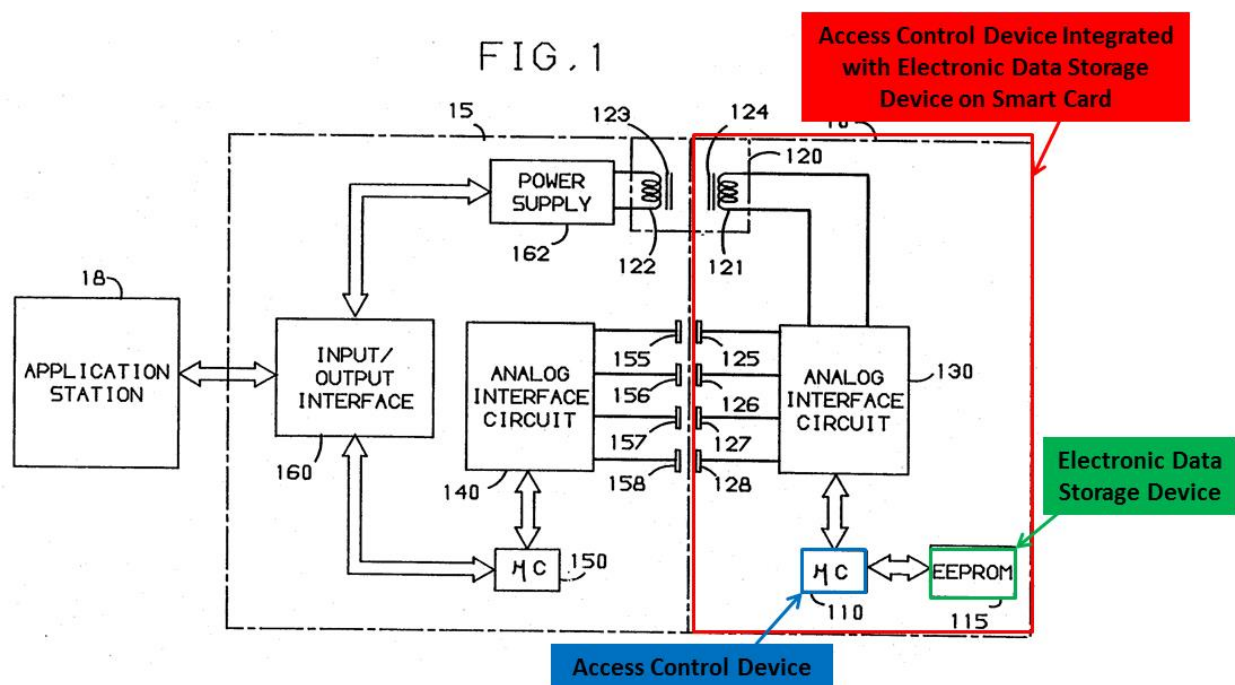 Access Control Device Integrated
with Electronic Data Storage
Device on Smart Card
FIG.1
15
123
124
120
POWER
SUPPLY
162
122
121
18
APPLICATION
STATION
INPUT/
OUTPUT
INTERFACE
160
ANALOG
INTERFACE
CIRCUIT
140
155
156
157
158
125
126
127
128
ANALOG
INTERFACE
CIRCUIT
130
Electronic Data
Storage Device
μC
150
μC
110
EEPROM
115
Access Control Device